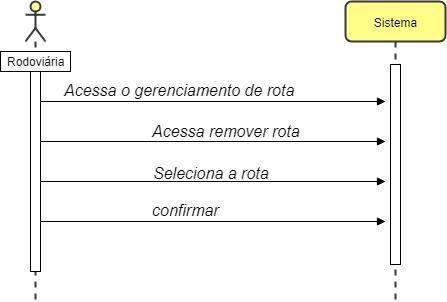 Sistema
Rodoviária
Acessa o gerenciamento de rota
Acessa remover rota
Seleciona a rota
confirmar